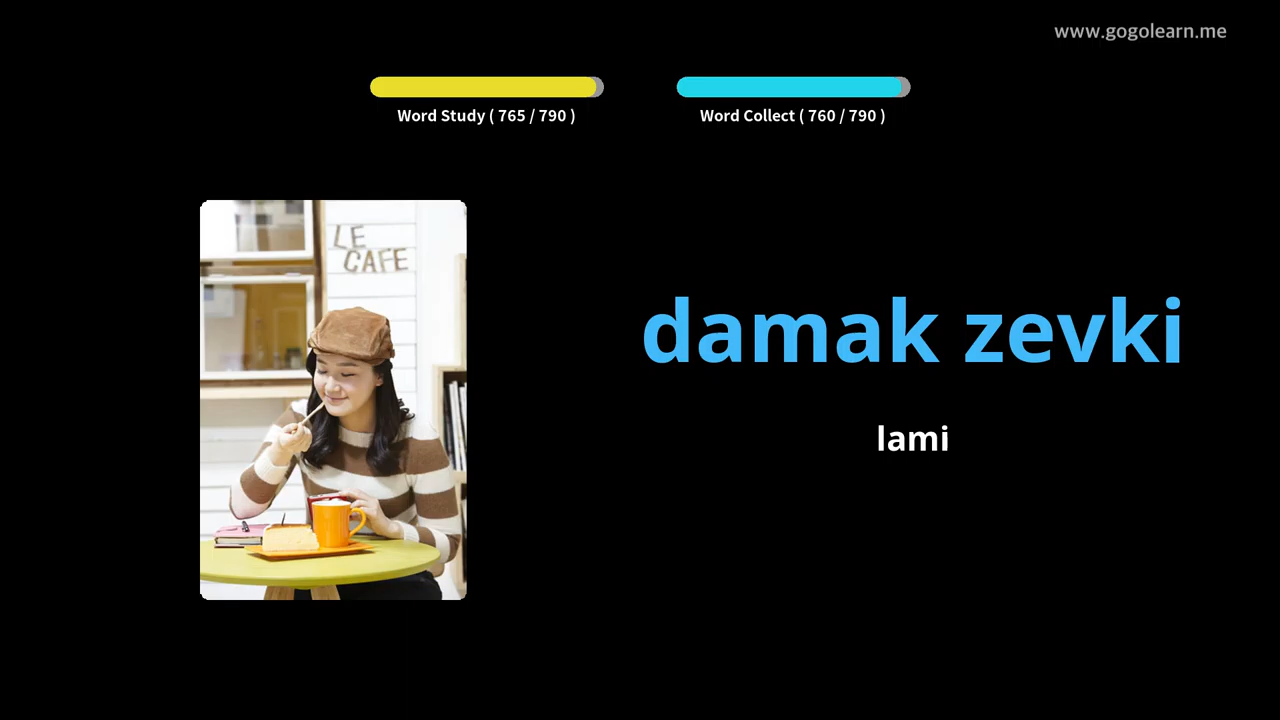 www.gogolearn.me
Word Study ( 765 / 790 )
Word Collect ( 760 / 790 )
LE
CAFE
damak zevki
lami